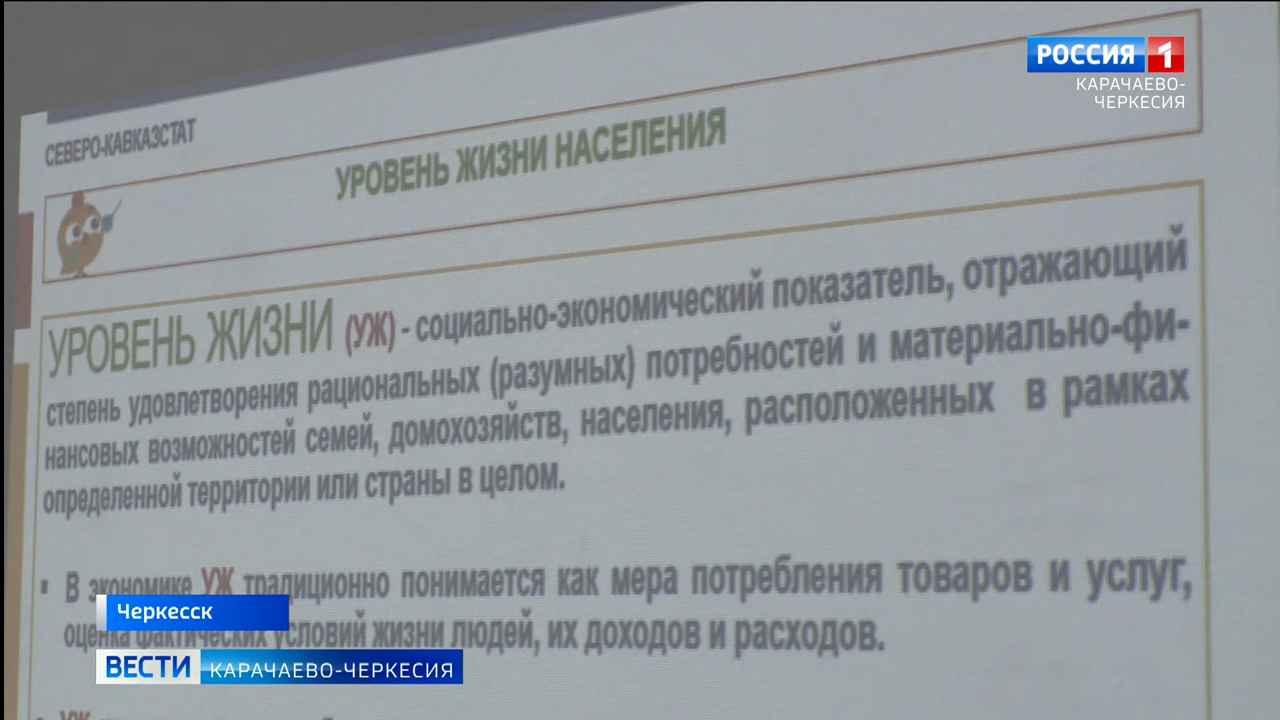 РОССИЯ 1
КАРАЧАЕВО-
ЧЕРКЕСИЯ
СЕВЕРО-КАВКАЗСТАТ
УРОВЕНЬ ЖИЗНИ НАСЕЛЕНИЯ
УРОВЕНЬ ЖИЗНИ (УЖ) - социально-экономический показатель, отражающий
степень удовлетворения рациональных (разумных) потребностей и материально-фи-
нансовых возможностей семей, домохозяйств, населения, расположенных в рамках
определенной территории или страны в целом.
▪ В экономике УЖ традиционно понимается как мера потребления товаров и услуг,
оценка фактических условий жизни людей, их доходов и расходов.
Черкесск
ВЕСТИ КАРАЧАЕВО-ЧЕРКЕСИЯ